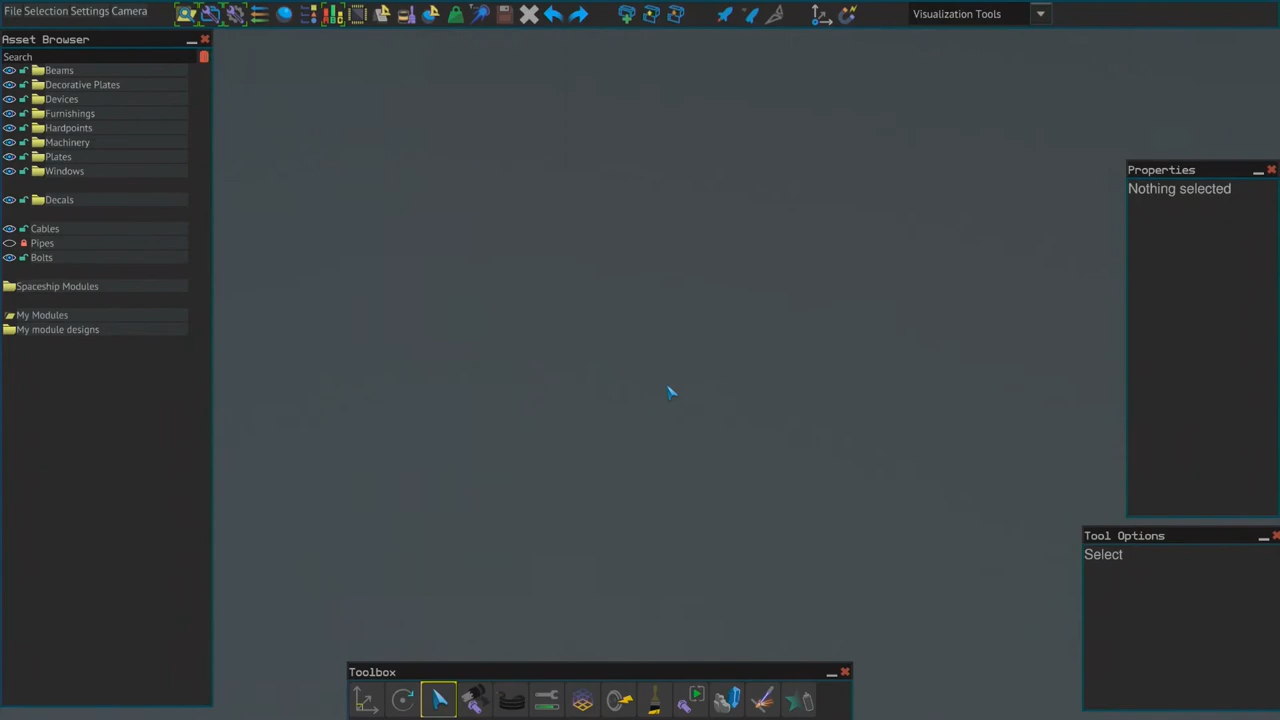 File Selection Settings Camera
Visualization Tools
Asset Browser
Search
Beams
Decorative Plates
Devices
Furnishings
Hardpoints
Machinery
Plates
Windows
Decals
Cables
Pipes
Bolts
Spaceship Modules
My Modules
My module designs
Properties
Nothing selected
Tool Options
Select
Toolbox